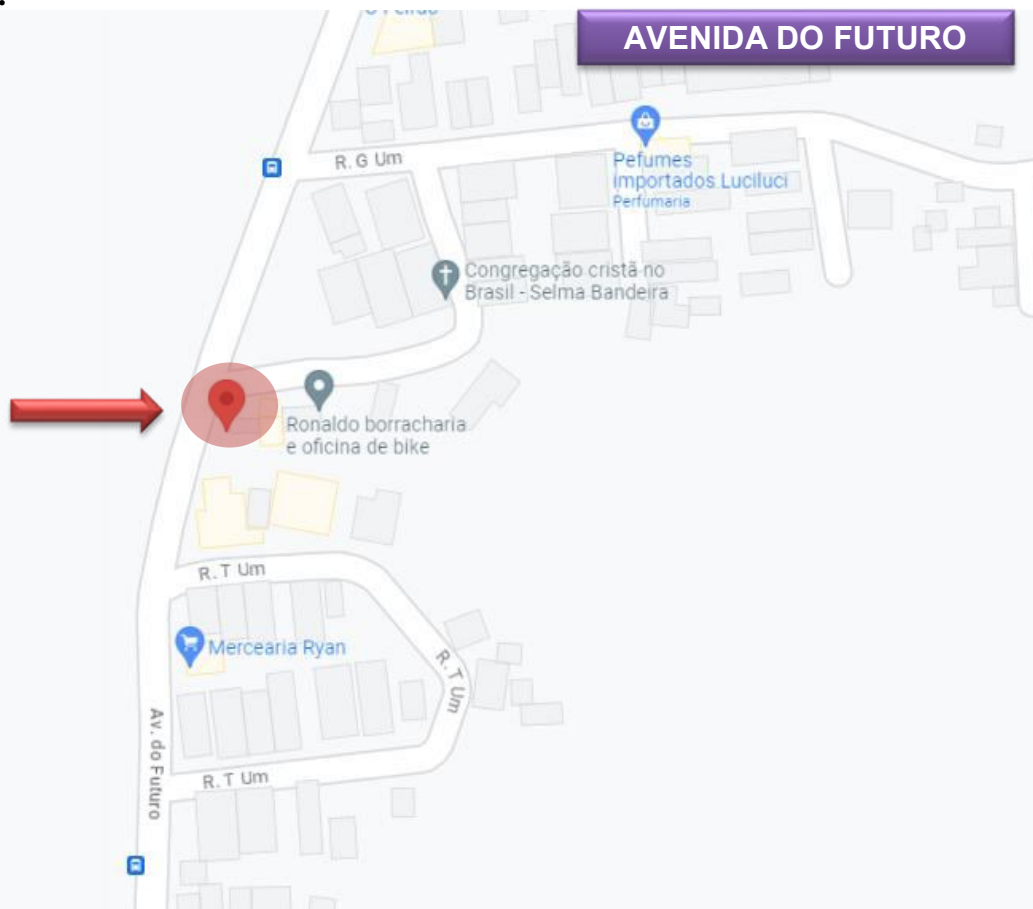 AVENIDA DO FUTURO
R. G Um
Pefumes
importados Luciluci
Perfumaria
Congregação cristã no
Brasil - Selma Bandeira
Ronaldo borracharia
e oficina de bike
R. T Um
Mercearia Ryan
R. T Um
Av. do Futuro
R. T Um